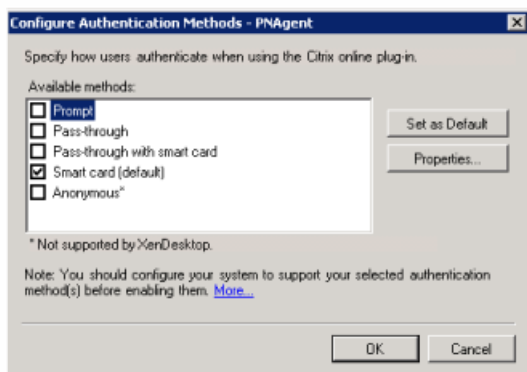 Configure Authentication Methods - PNAgent
Specify how users authenticate when using the Citrix online plug-in.
Available methods:
Prompt
Pass-through
Pass-through with smart card
Smart card (default)
Anonymous*
Set as Default
Properties...
* Not supported by XenDesktop.
Note: You should configure your system to support your selected authentication
method(s) before enabling them. More...
OK
Cancel